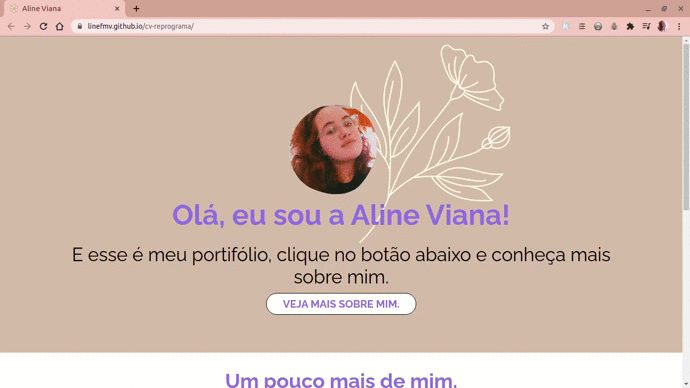 Aline Viana
linefmv.github.io/cv-reprograma/
Olá, eu sou a Aline Viana!
E esse é meu portifólio, clique no botão abaixo e conheça mais
sobre mim.
VEJA MAIS SOBRE MIM.
Um pouco mais de mim.